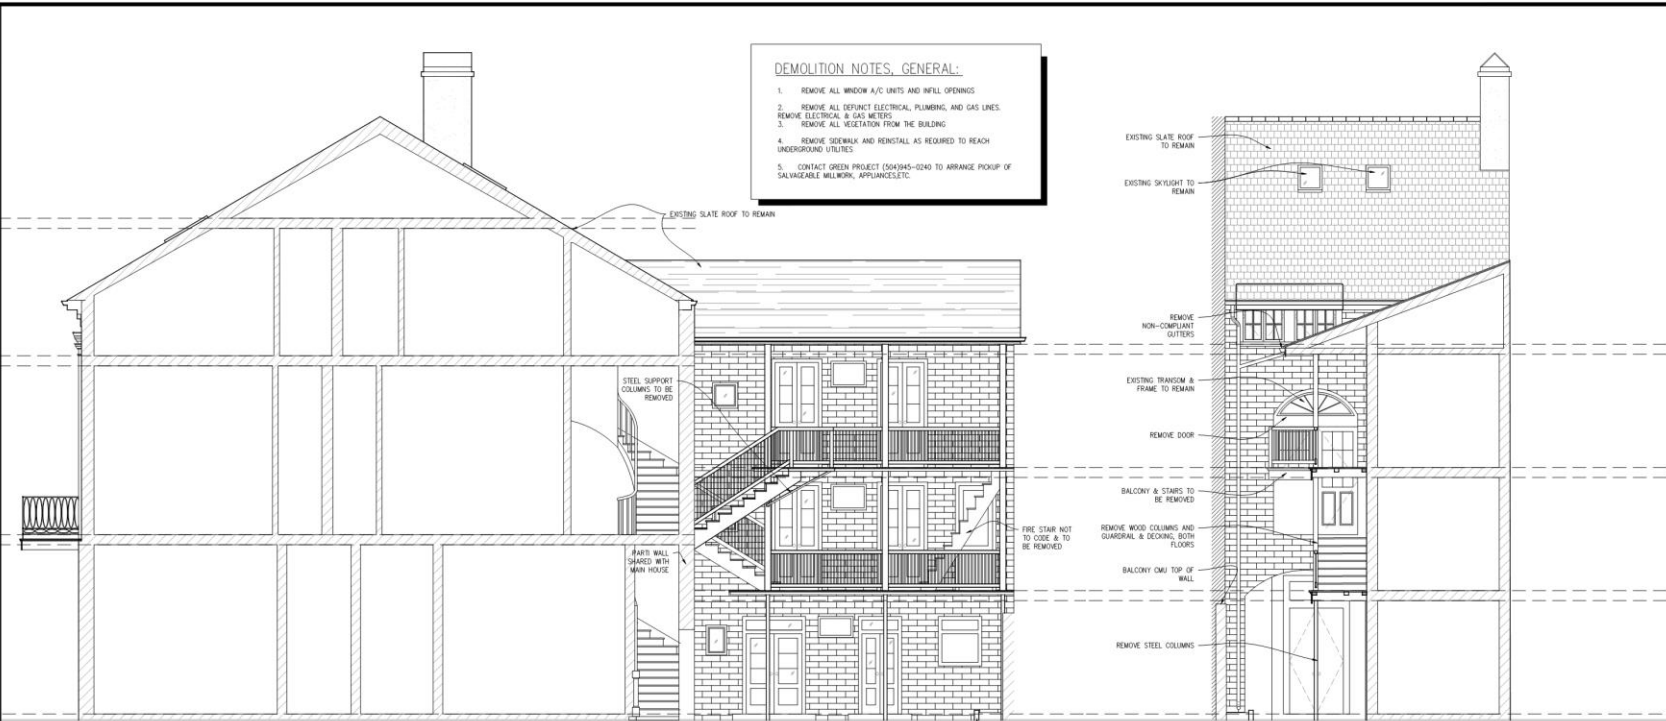 DEMOLITION NOTES, GENERAL:
1. REMOVE ALL WINDOW A/C UNITS AND INFILL OPENINGS
2. REMOVE ALL DEFUNCT ELECTRICAL, PLUMBING, AND GAS LINES.
REMOVE ELECTRICAL & GAS METERS
3. REMOVE ALL VEGETATION FROM THE BUILDING
4. REMOVE SIDEWALK AND REINSTALL AS REQUIRED TO REACH
UNDERGROUND UTILITIES
5. CONTACT GREEN PROJECT (504)945-0240 TO ARRANGE PICKUP OF
SALVAGEABLE MILLWORK, APPLIANCES,ETC.
EXISTING SLATE ROOF TO REMAIN
STEEL SUPPORT
COLUMNS TO BE
REMOVED
PARTI WALL
SHARED WITH
MAIN HOUSE
FIRE STAIR NOT
TO CODE & TO
BE REMOVED
EXISTING SLATE ROOF
TO REMAIN
EXISTING SKYLIGHT TO
REMAIN
REMOVE
NON-COMPLIANT
GUTTERS
EXISTING TRANSOM &
FRAME TO REMAIN
REMOVE DOOR
BALCONY & STAIRS TO
BE REMOVED
REMOVE WOOD COLUMNS AND
GUARDRAIL & DECKING, BOTH
FLOORS
BALCONY CMU TOP OF
WALL
REMOVE STEEL COLUMNS